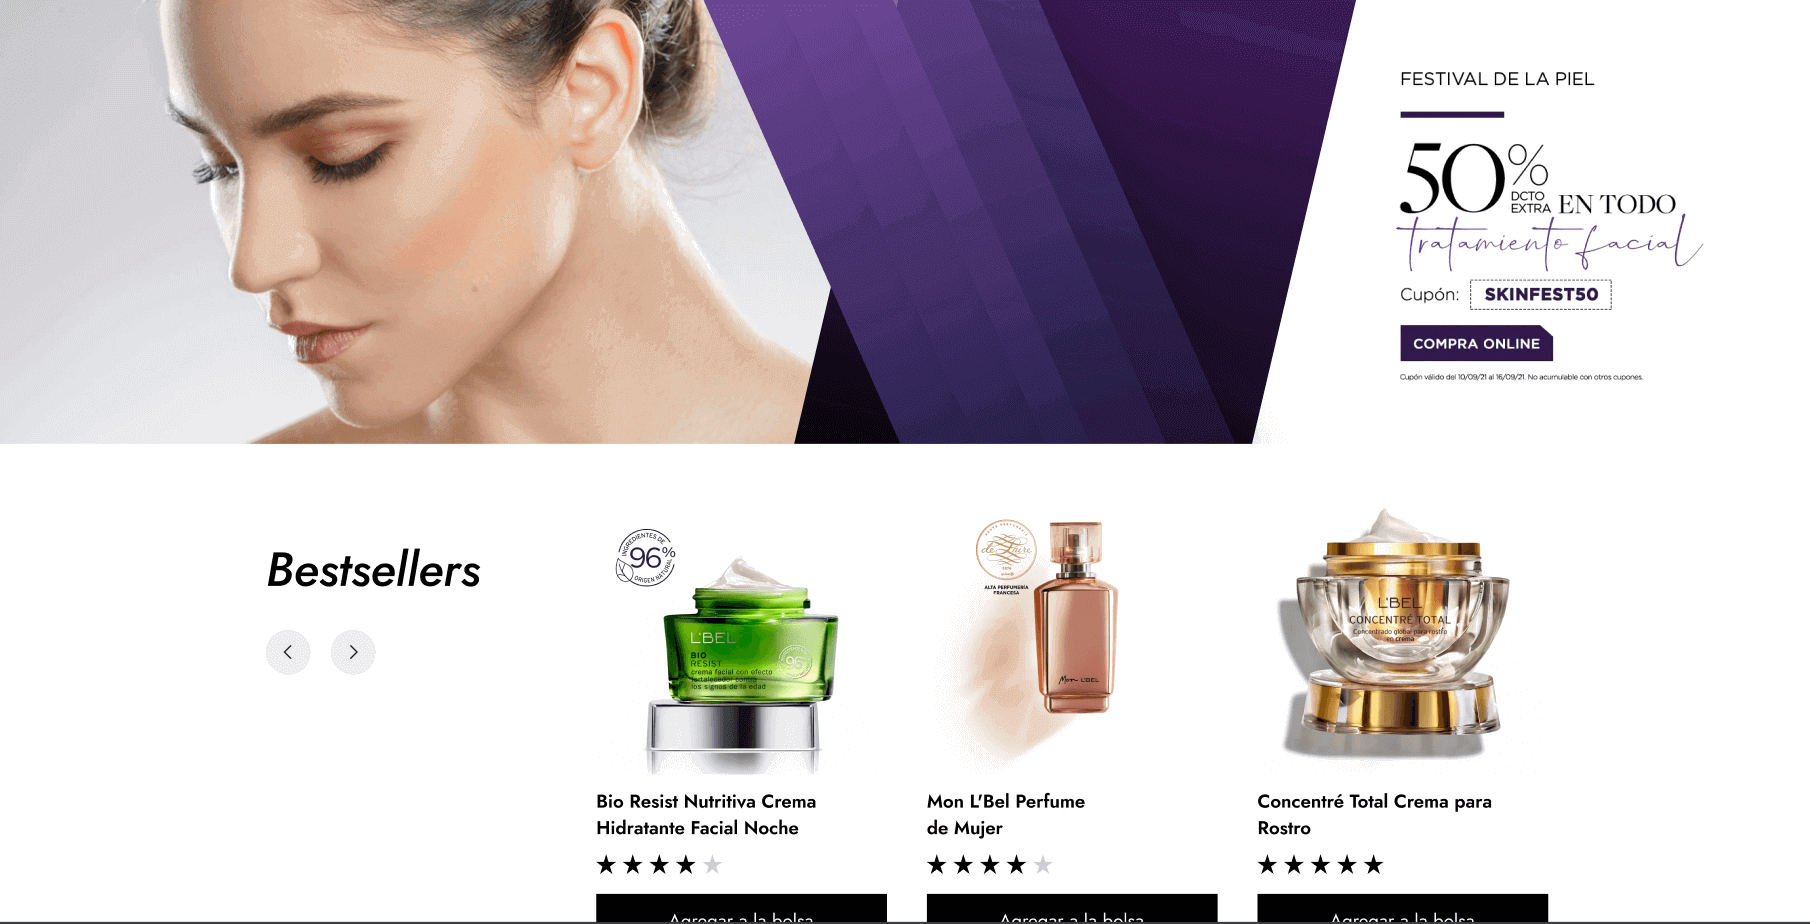 FESTIVAL DE LA PIEL
50%
DCTO
EXTRA EN TODO
tratamiento facial
Cupón: SKINFEST50
COMPRA ONLINE
Cupón válido del 10/09/21 al 16/09/21. No acumulable con otros cupones.
Bestsellers
INGREDIENTES DE
96%
ORIGEN NATURAL
L'BEL
BIO
RESIST
crema facial con efecto
fortalecedor contra
los signos de la edad
96
de Laire
ALTA PERFUMERÍA
FRANCESA
Mon L'BEL
L'BEL
CONCENTRÉ TOTAL
Concentrado global para rostro
en crema
Bio Resist Nutritiva Crema
Hidratante Facial Noche
Mon L'Bel Perfume
de Mujer
Concentré Total Crema para
Rostro
Agregar a la bolsa
Agregar a la bolsa
Agregar a la bolsa